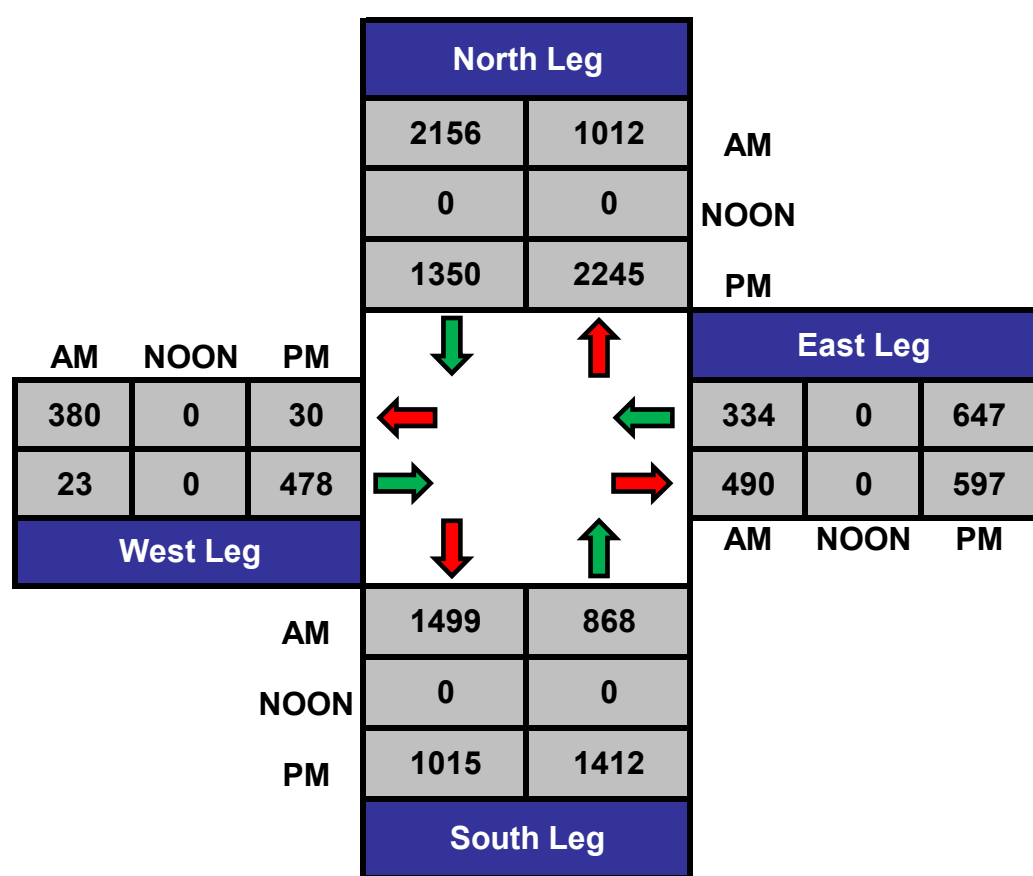 North Leg
2156 1012 AM
0 0 NOON
1350 2245 PM
East Leg
AM NOON PM
380 0 30 334 0 647
23 0 478 490 0 597
West Leg AM NOON PM
AM 1499 868
NOON 0 0
PM 1015 1412
South Leg